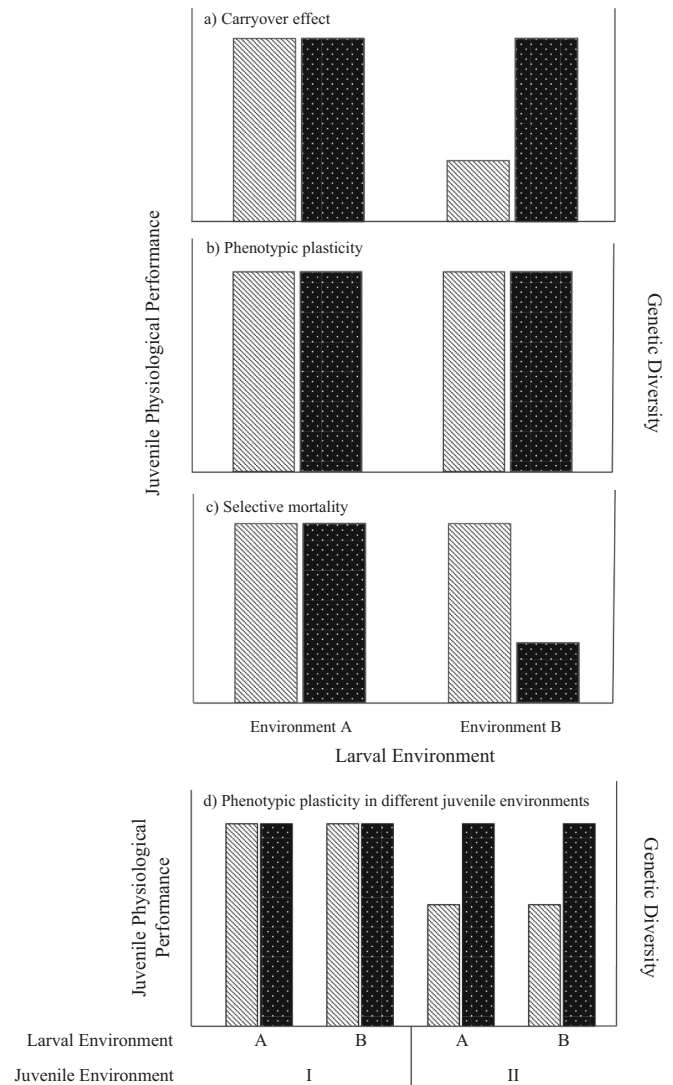 a) Carryover effect
b) Phenotypic plasticity
Juvenile Physiological Performance
Genetic Diversity
c) Selective mortality
Environment A
Environment B
Larval Environment
d) Phenotypic plasticity in different juvenile environments
Juvenile Physiological
Performance
Genetic Diversity
Larval Environment A B A B
Juvenile Environment I II